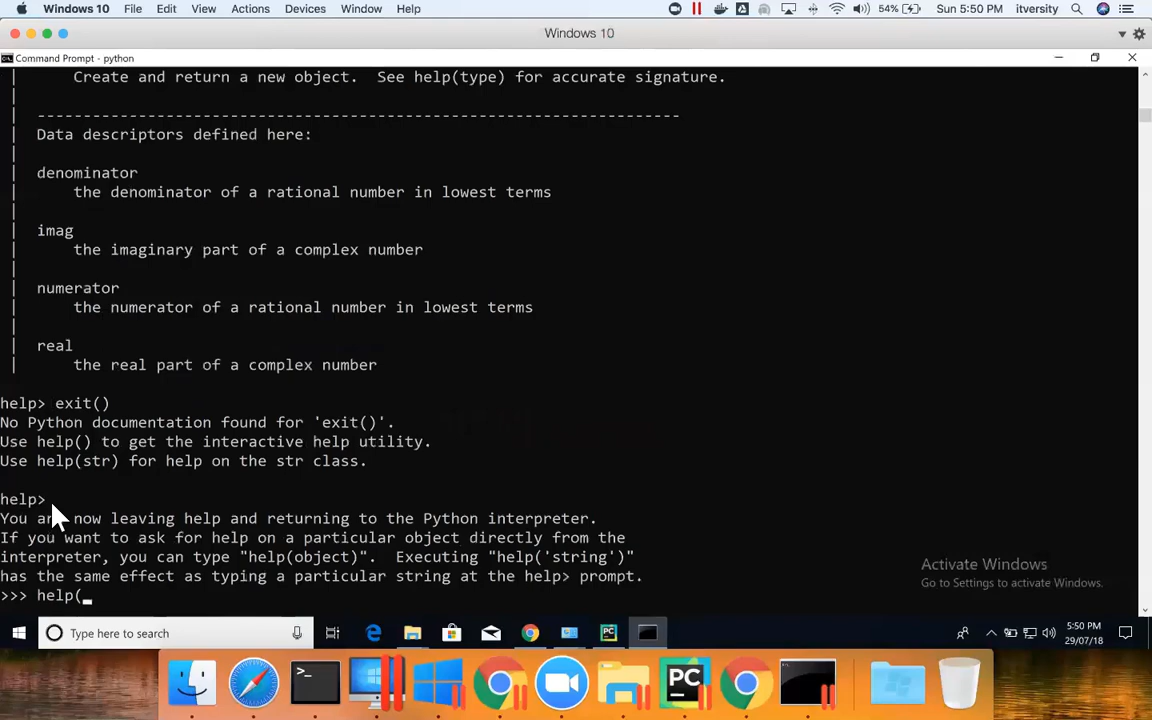 Windows 10 File Edit View Actions Devices Window Help 54% Sun 5:50 PM itversity
Windows 10
Command Prompt - python
|      Create and return a new object.  See help(type) for accurate signature.
|
|  ----------------------------------------------------------------------
|  Data descriptors defined here:
|
|  denominator
|      the denominator of a rational number in lowest terms
|
|  imag
|      the imaginary part of a complex number
|
|  numerator
|      the numerator of a rational number in lowest terms
|
|  real
|      the real part of a complex number
help> exit()
No Python documentation found for 'exit()'.
Use help() to get the interactive help utility.
Use help(str) for help on the str class.
help>
You now leaving help and returning to the Python interpreter.
If you want to ask for help on a particular object directly from the
interpreter, you can type "help(object)".  Executing "help('string')"
has the same effect as typing a particular string at the help> prompt.
>>> help(_
Activate Windows
Go to Settings to activate Windows.
Type here to search
5:50 PM
29/07/18
>_
PC